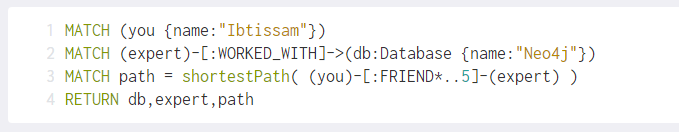 1 MATCH (you {name:"Ibtissam"})
2 MATCH (expert)-[:WORKED_WITH]->(db:Database {name:"Neo4j"})
3 MATCH path = shortestPath( (you)-[:FRIEND*..5]-(expert) )
4 RETURN db,expert,path